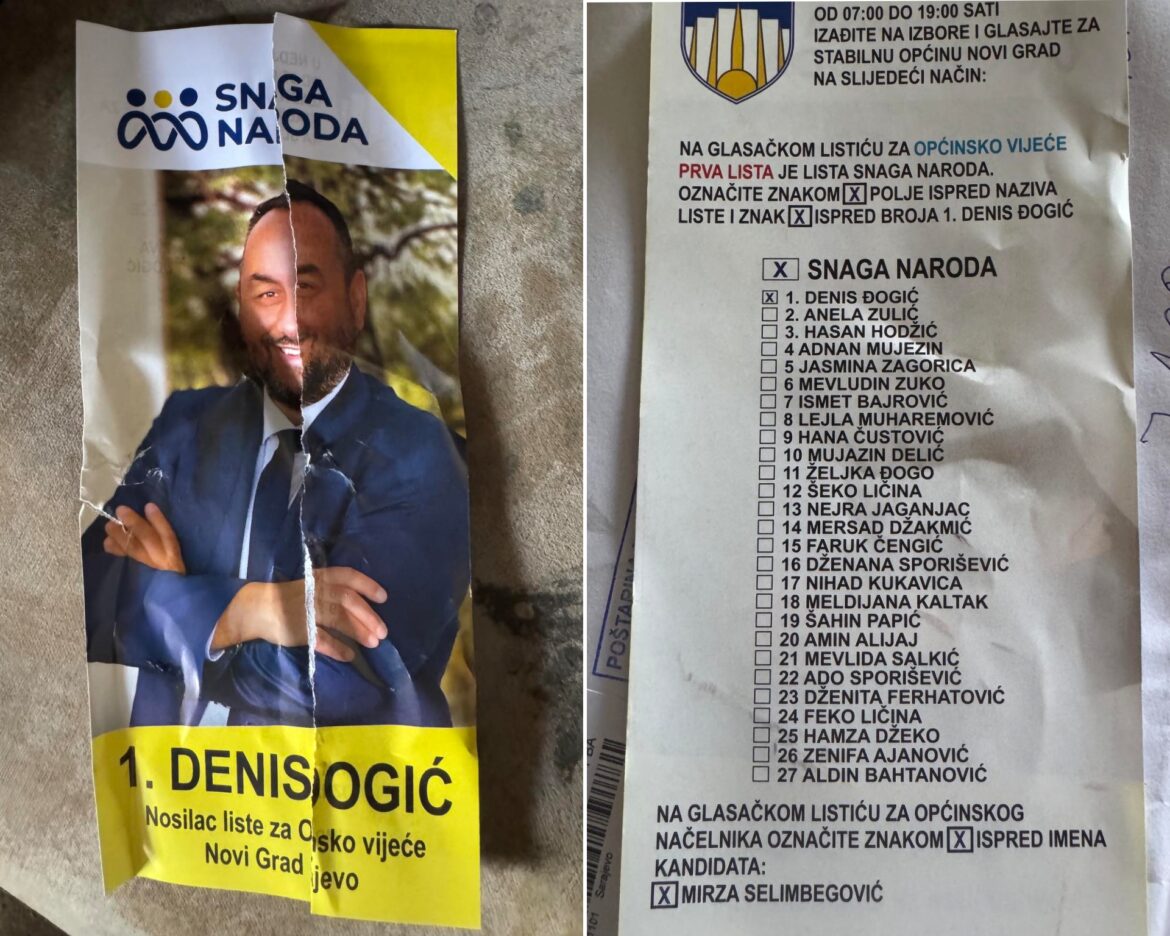 SNAGA
NARODA
1. DENIS ĐOGIĆ
Nosilac liste za
vijeće
Novi Grad
OD 07:00 DO 19:00 SATI
IZAĐITE NA IZBORE I GLASAJTE ZA
STABILNU OPĆINU NOVI GRAD
NA SLIJEDEĆI NAČIN:
NA GLASAČKOM LISTIĆU ZA OPĆINSKO VIJEĆE
PRVA LISTA JE LISTA SNAGA NARODA.
OZNAČITE ZNAKOM X POLJE ISPRED NAZIVA
LISTE I ZNAK X ISPRED BROJA 1. DENIS ĐOGIĆ
X SNAGA NARODA
X 1. DENIS ĐOGIĆ
2. ANELA ZULIĆ
3. HASAN HODŽIĆ
4 ADNAN MUJEZIN
5 JASMINA ZAGORICA
6 MEVLUDIN ZUKO
7 ISMET BAJROVIĆ
8 LEJLA MUHAREMOVIĆ
9 HANA ČUSTOVIĆ
10 MUJAZIN DELIĆ
11 ŽELJKA ĐOGO
12 ŠEKO LIČINA
13 NEJRA JAGANJAC
14 MERSAD DŽAKMIĆ
15 FARUK ČENGIĆ
16 DŽENANA SPORIŠEVIĆ
17 NIHAD KUKAVICA
18 MELDIJANA KALTAK
19 ŠAHIN PAPIĆ
20 AMIN ALIJAJ
21 MEVLIDA SALKIĆ
22 ADO SPORIŠEVIĆ
23 DŽENITA FERHATOVIĆ
24 FEKO LIČINA
25 HAMZA DŽEKO
26 ZENIFA AJANOVIĆ
27 ALDIN BAHTANOVIĆ
NA GLASAČKOM LISTIĆU ZA OPĆINSKOG
NAČELNIKA OZNAČITE ZNAKOM X ISPRED IMENA
KANDIDATA:
X MIRZA SELIMBEGOVIĆ
POŠTARINA
Sarajevo